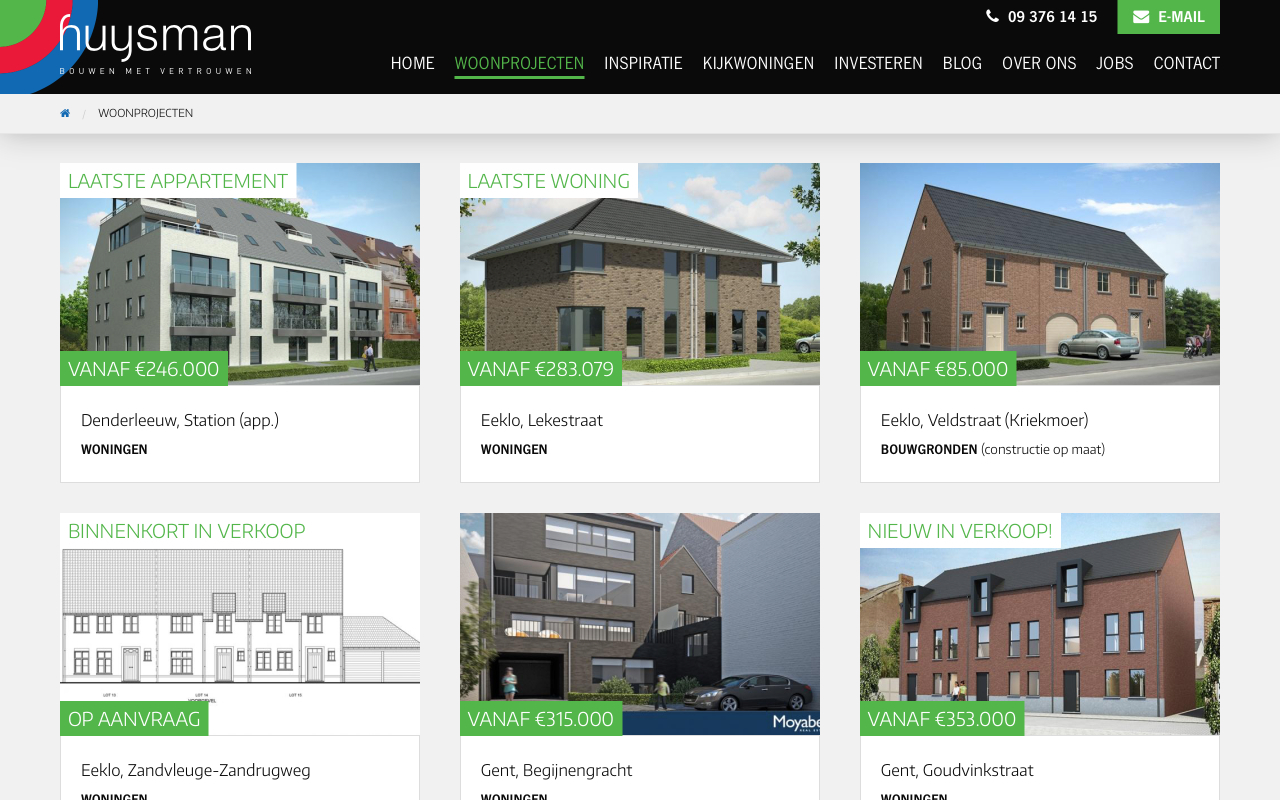 huysman
BOUWEN MET VERTROUWEN
09 376 14 15
E-MAIL
HOME WOONPROJECTEN INSPIRATIE KIJKWONINGEN INVESTEREN BLOG OVER ONS JOBS CONTACT
/ WOONPROJECTEN
LAATSTE APPARTEMENT
VANAF €246.000
Denderleeuw, Station (app.)
WONINGEN
LAATSTE WONING
VANAF €283.079
Eeklo, Lekestraat
WONINGEN
VANAF €85.000
Eeklo, Veldstraat (Kriekmoer)
BOUWGRONDEN (constructie op maat)
BINNENKORT IN VERKOOP
OP AANVRAAG
Eeklo, Zandvleuge-Zandrugweg
WONINGEN
VANAF €315.000
Gent, Begijnengracht
WONINGEN
NIEUW IN VERKOOP!
VANAF €353.000
Gent, Goudvinkstraat
WONINGEN